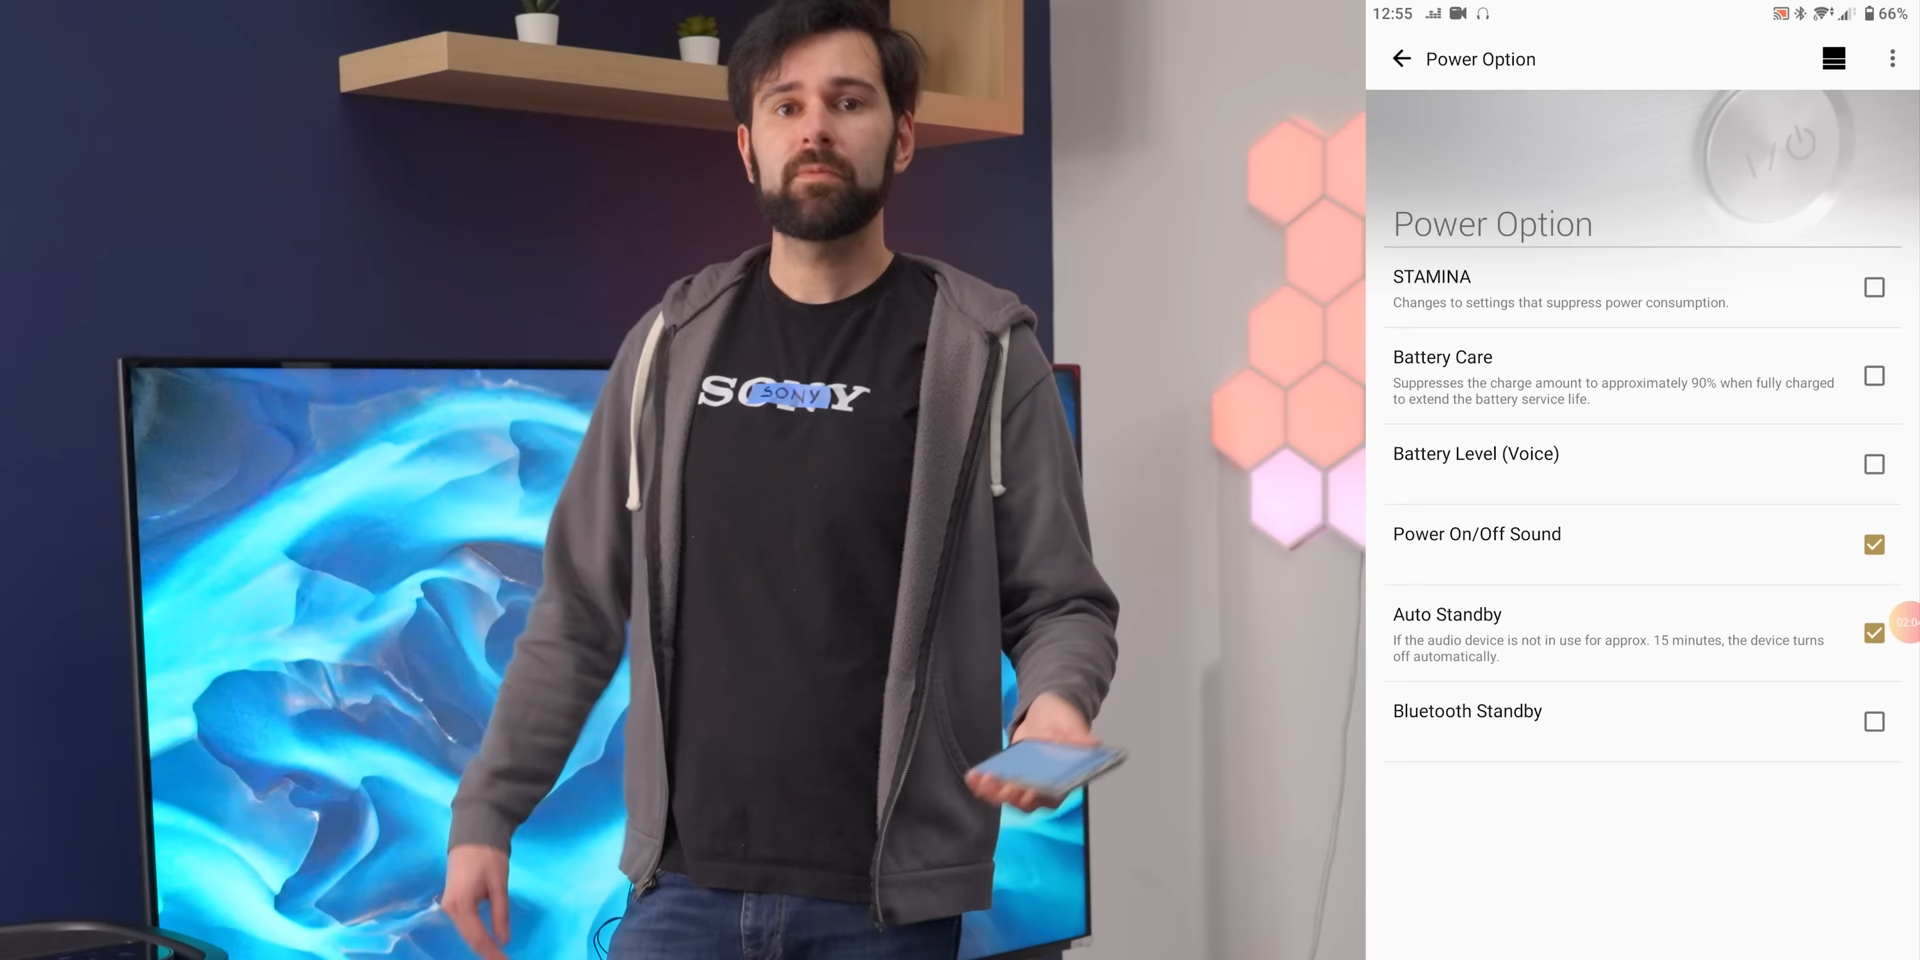 SONY
SONY
12:55
66%
Power Option
Power Option
STAMINA
Changes to settings that suppress power consumption.
Battery Care
Suppresses the charge amount to approximately 90% when fully charged
to extend the battery service life.
Battery Level (Voice)
Power On/Off Sound
Auto Standby
If the audio device is not in use for approx. 15 minutes, the device turns
off automatically.
Bluetooth Standby